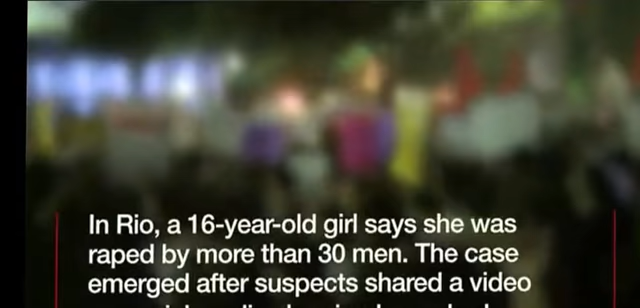 In Rio, a 16-year-old girl says she was
raped by more than 30 men. The case
emerged after suspects shared a video